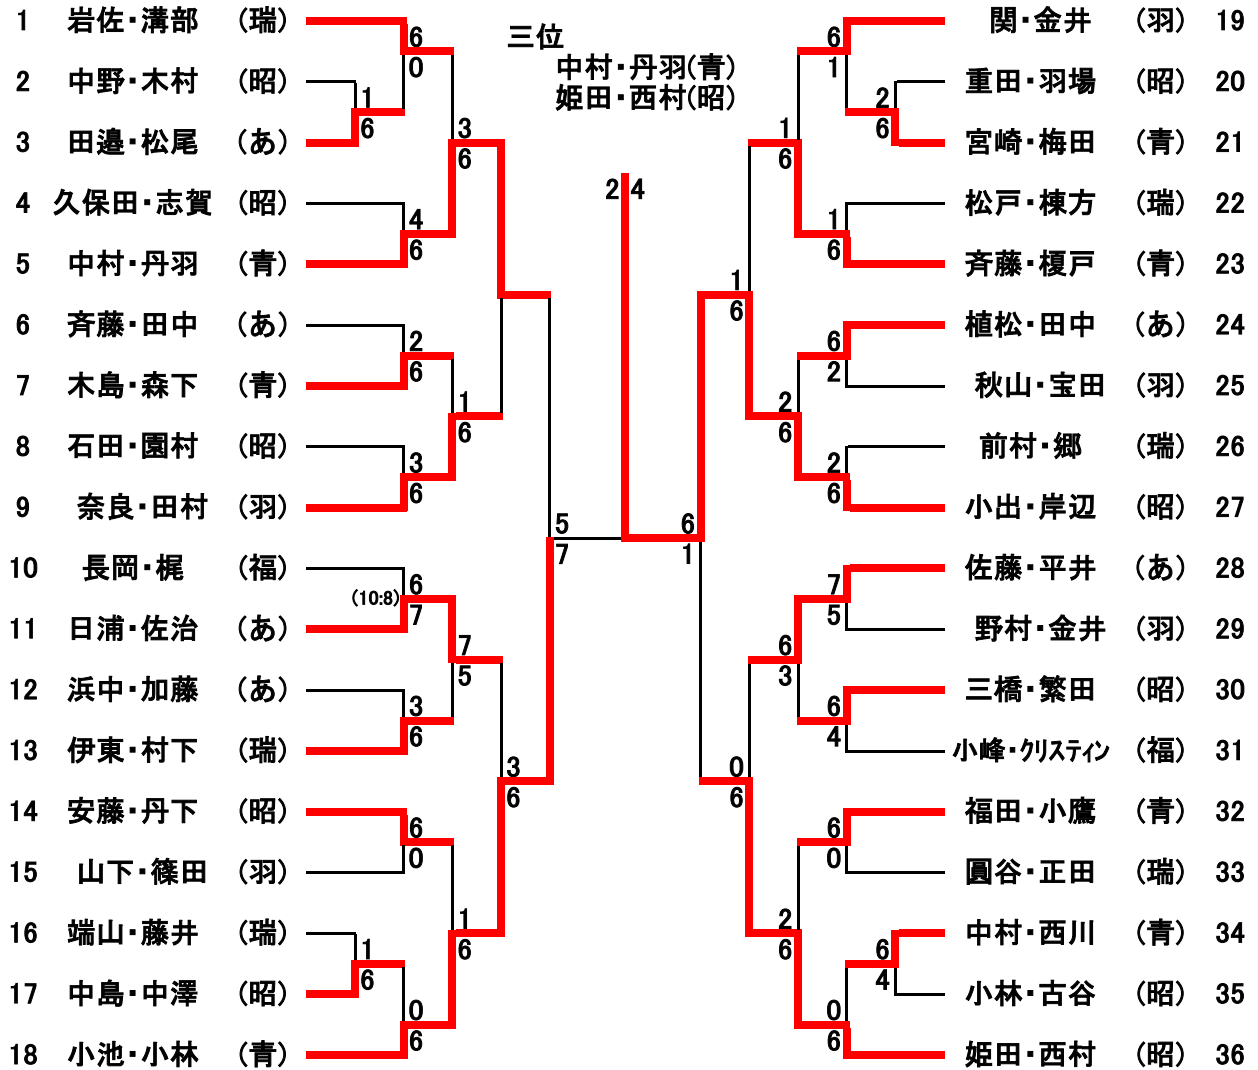 1 岩佐・溝部 (瑞)
2 中野・木村 (昭)
3 田邉・松尾 (あ)
4 久保田・志賀 (昭)
5 中村・丹羽 (青)
6 斉藤・田中 (あ)
7 木島・森下 (青)
8 石田・園村 (昭)
9 奈良・田村 (羽)
10 長岡・梶 (福)
11 日浦・佐治 (あ)
12 浜中・加藤 (あ)
13 伊東・村下 (瑞)
14 安藤・丹下 (昭)
15 山下・篠田 (羽)
16 端山・藤井 (瑞)
17 中島・中澤 (昭)
18 小池・小林 (青)
6
0
1
6
3
6
4
6
2
6
1
6
3
6
(10:8)
6
7
7
5
3
6
3
6
6
0
1
6
1
6
0
6
5
7
三位
中村・丹羽(青)
姫田・西村(昭)
2 4
6
1
6
1
2
6
1
6
1
6
1
6
6
2
2
6
2
6
7
5
6
3
6
4
0
6
6
0
2
6
6
4
0
6
関・金井 (羽) 19
重田・羽場 (昭) 20
宮崎・梅田 (青) 21
松戸・棟方 (瑞) 22
斉藤・榎戸 (青) 23
植松・田中 (あ) 24
秋山・宝田 (羽) 25
前村・郷 (瑞) 26
小出・岸辺 (昭) 27
佐藤・平井 (あ) 28
野村・金井 (羽) 29
三橋・繁田 (昭) 30
小峰・クリスティン (福) 31
福田・小鷹 (青) 32
圓谷・正田 (瑞) 33
中村・西川 (青) 34
小林・古谷 (昭) 35
姫田・西村 (昭) 36